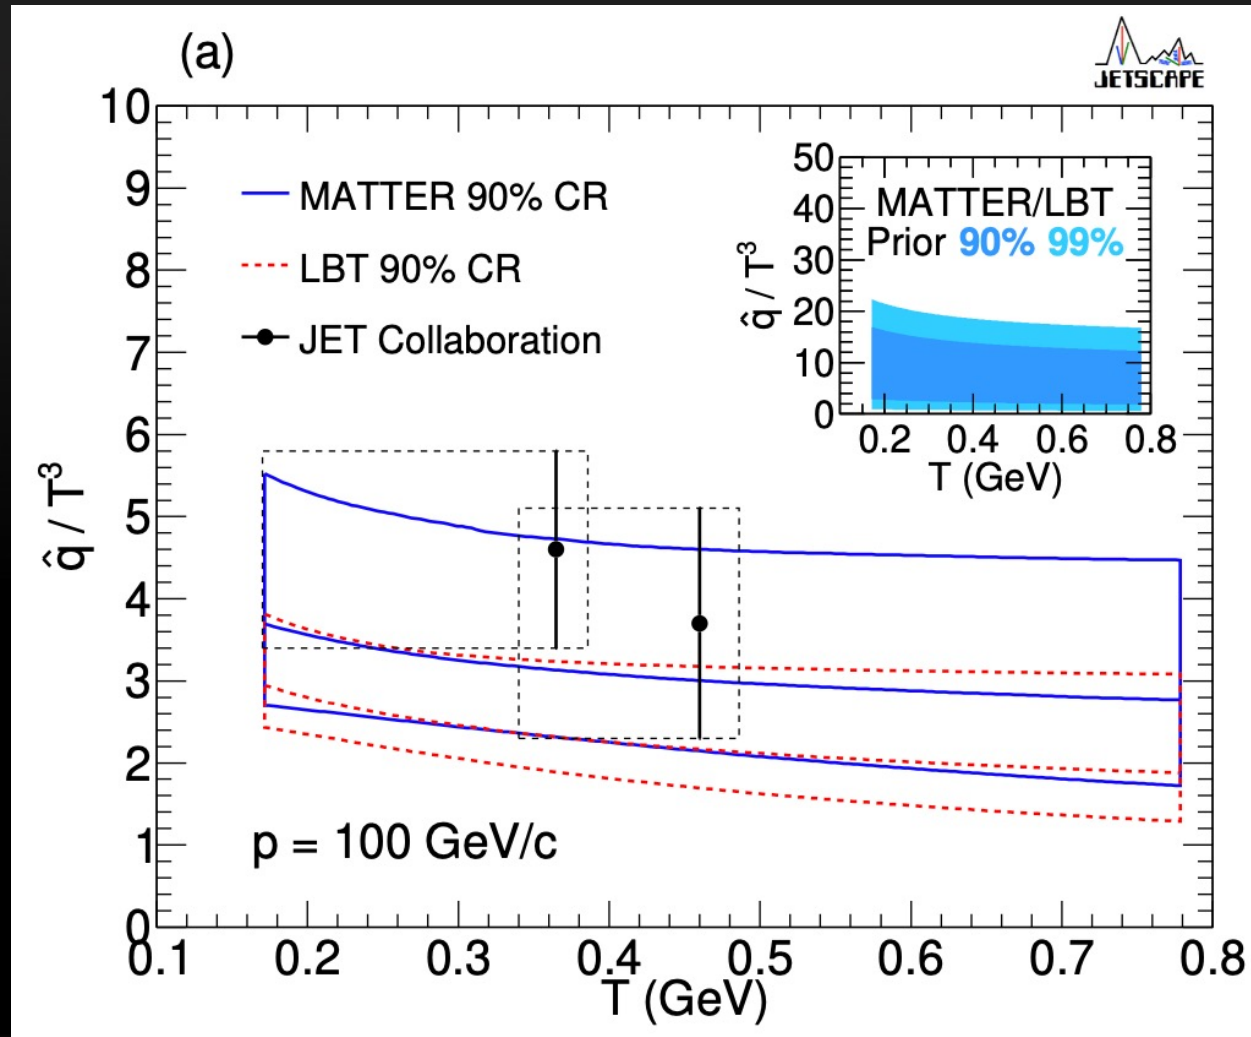 (a)
JETSCAPE
10
9
8
7
6
5
4
3
2
1
0
q̂ / T³
MATTER 90% CR
LBT 90% CR
JET Collaboration
50
40
30
20
10
0
q̂ / T³
MATTER/LBT
Prior 90% 99%
0.2 0.4 0.6 0.8
T (GeV)
p = 100 GeV/c
0.1 0.2 0.3 0.4 0.5 0.6 0.7 0.8
T (GeV)